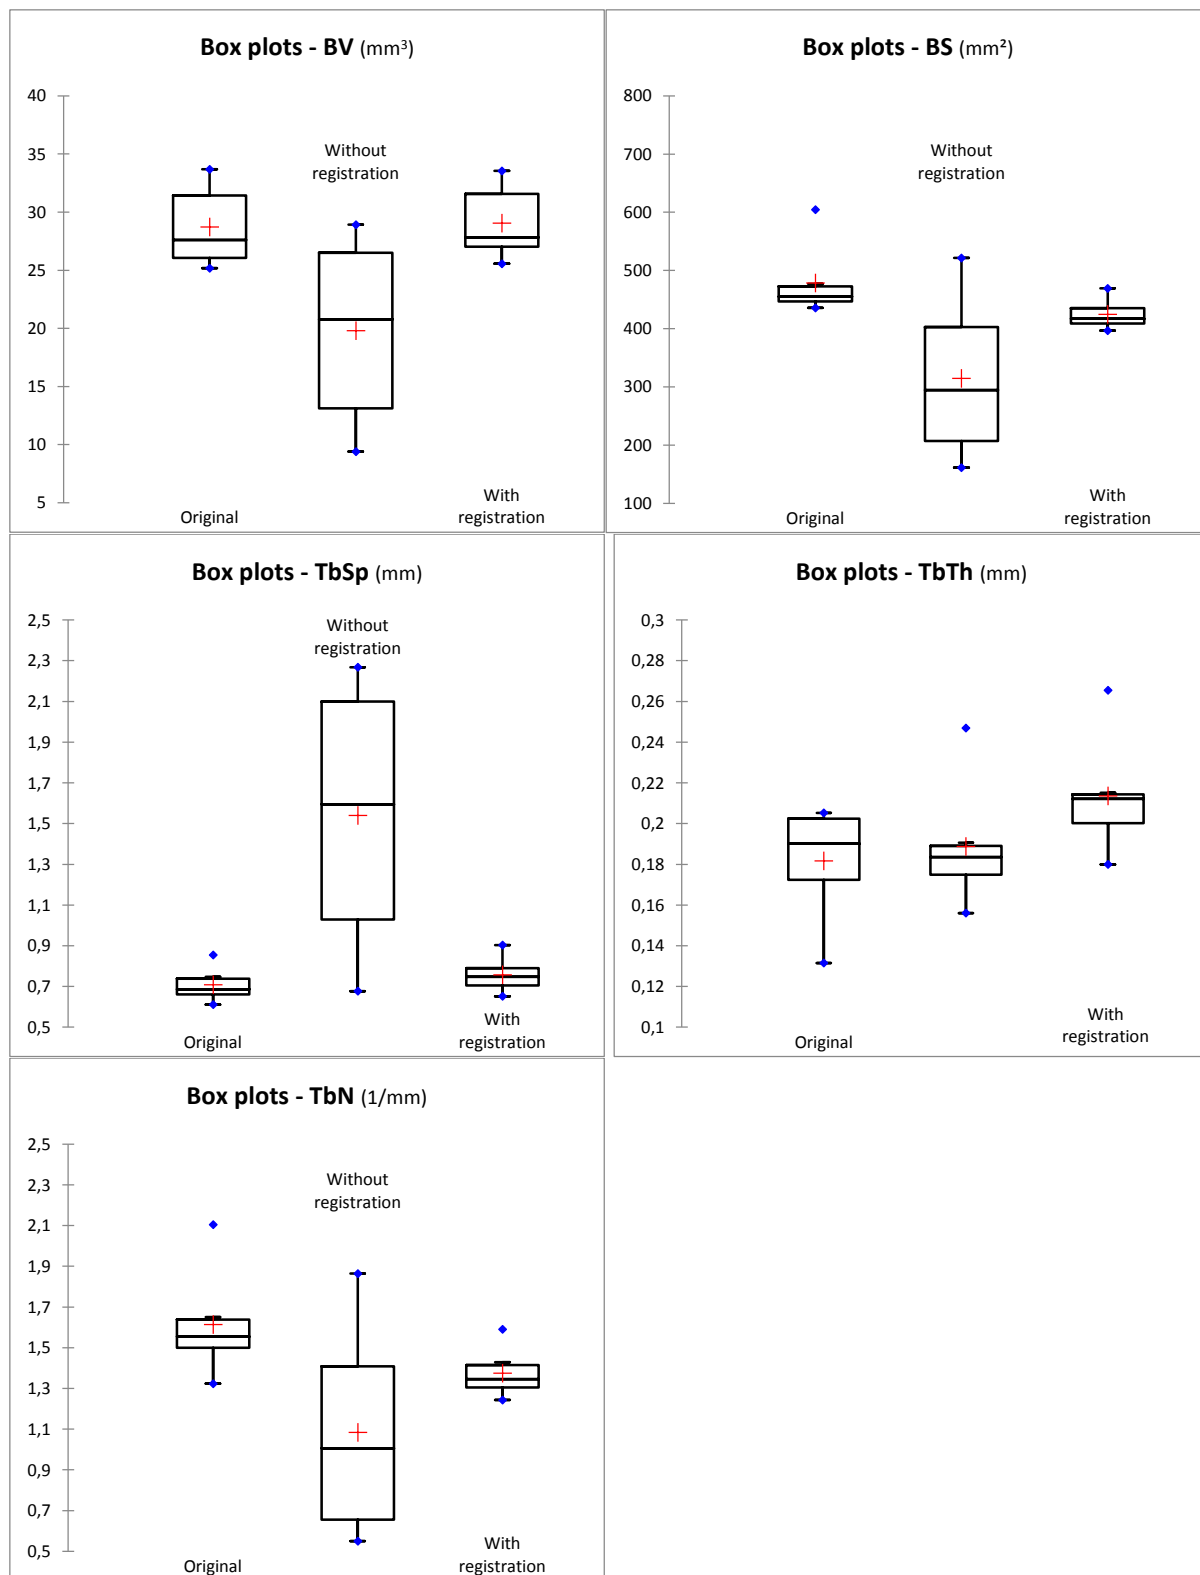 Box plots - BV (mm³)
40
35
30
25
20
15
10
5
Without
registration
Original
With
registration
Box plots - BS (mm²)
800
700
600
500
400
300
200
100
Without
registration
Original
With
registration
Box plots - TbSp (mm)
2,5
2,3
2,1
1,9
1,7
1,5
1,3
1,1
0,9
0,7
0,5
Without
registration
Original
With
registration
Box plots - TbTh (mm)
0,3
0,28
0,26
0,24
0,22
0,2
0,18
0,16
0,14
0,12
0,1
Original
With
registration
Box plots - TbN (1/mm)
2,5
2,3
2,1
1,9
1,7
1,5
1,3
1,1
0,9
0,7
0,5
Without
registration
Original
With
registration